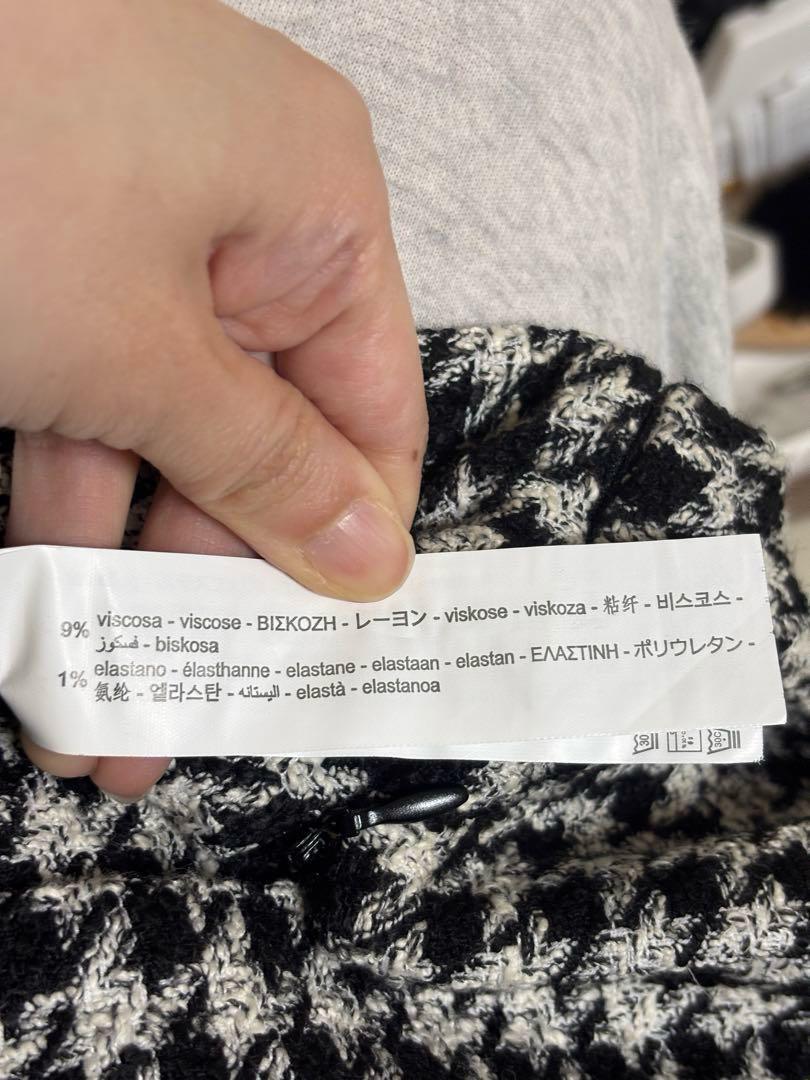 9% viscosa - viscose - ΒΙΣΚΟΖΗ - レーヨン - viskose - viskoza - 粘纤 - 비스코스 -
فسكوز - biskosa
1% elastano - élasthanne - elastane - elastaan - elastan - ΕΛΑΣΤΙΝΗ - ポリウレタン -
氨纶 - 엘라스탄 - اليستانه - elastà - elastanoa
30
30C